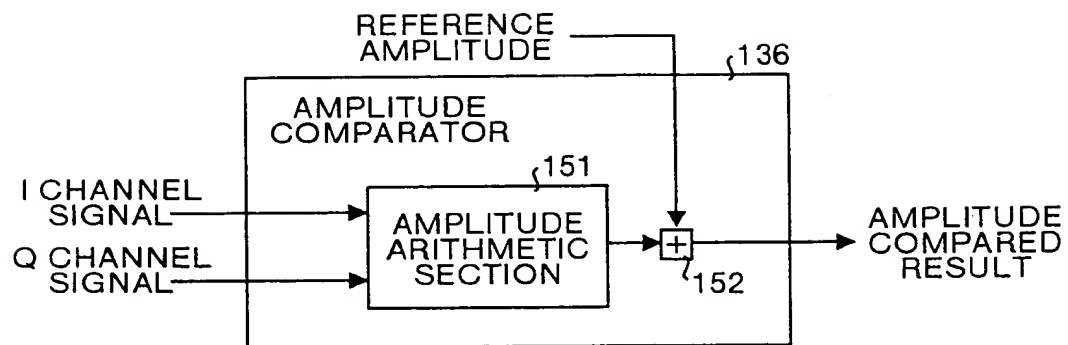 REFERENCE
AMPLITUDE
136
AMPLITUDE
COMPARATOR
151
I CHANNEL
SIGNAL
AMPLITUDE
ARITHMETIC
SECTION
+
152
Q CHANNEL
SIGNAL
AMPLITUDE
COMPARED
RESULT